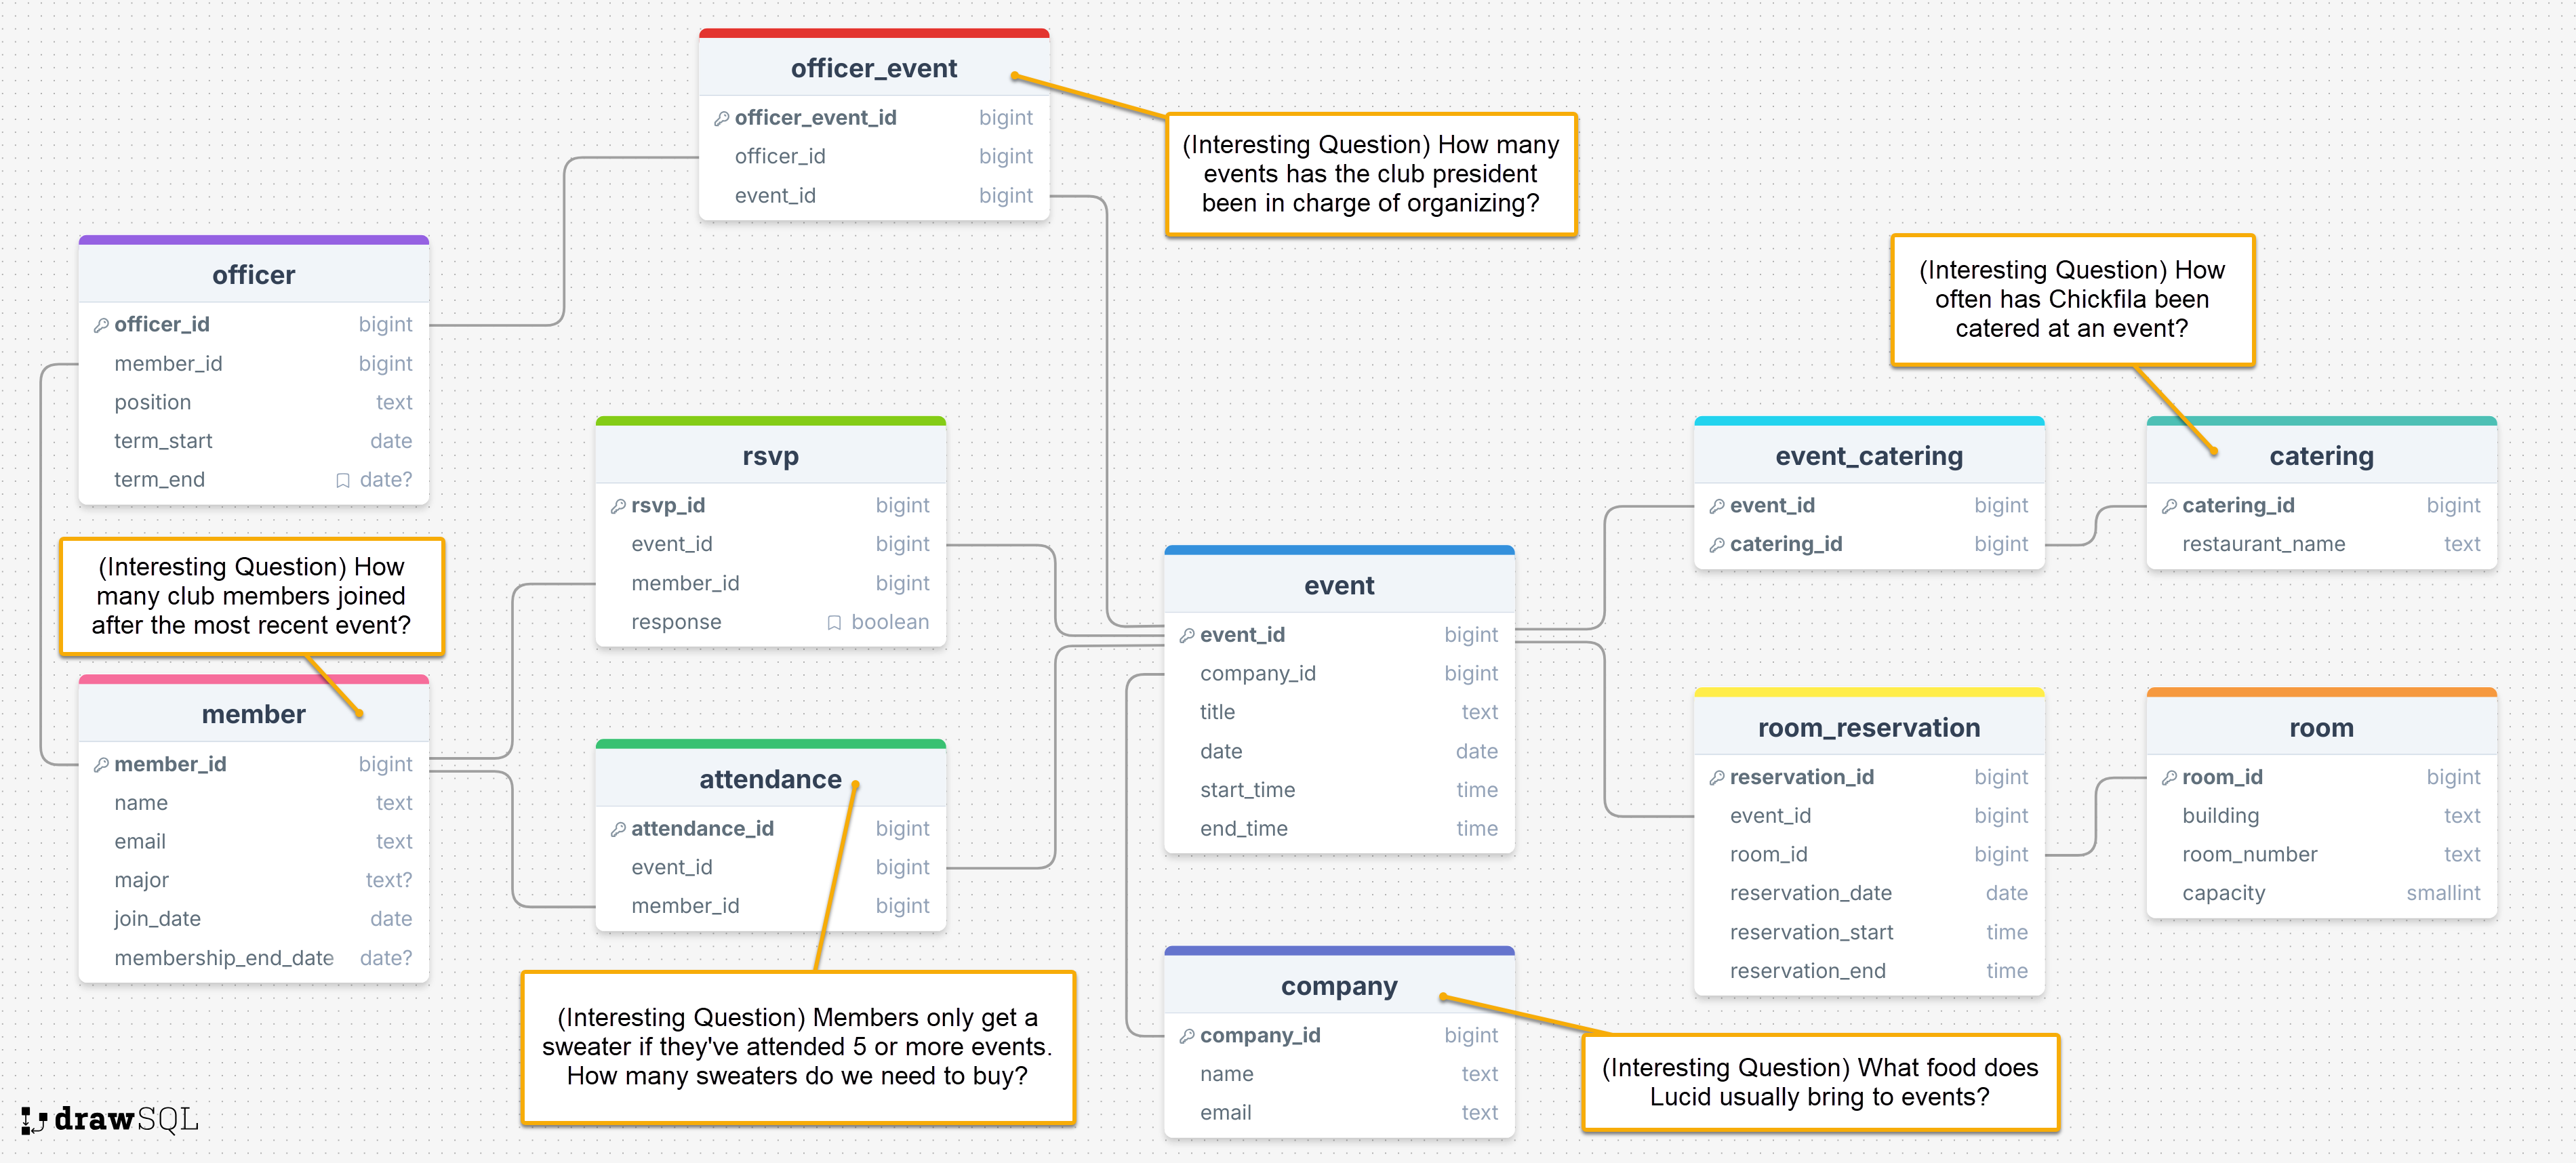 officer_event
officer_event_id bigint
officer_id bigint
event_id bigint
(Interesting Question) How many
events has the club president
been in charge of organizing?
officer
officer_id bigint
member_id bigint
position text
term_start date
term_end date?
(Interesting Question) How
often has Chickfila been
catered at an event?
rsvp
rsvp_id bigint
event_id bigint
member_id bigint
response boolean
event_catering
event_id bigint
catering_id bigint
catering
catering_id bigint
restaurant_name text
(Interesting Question) How
many club members joined
after the most recent event?
event
event_id bigint
company_id bigint
title text
date date
start_time time
end_time time
member
member_id bigint
name text
email text
major text?
join_date date
membership_end_date date?
attendance
attendance_id bigint
event_id bigint
member_id bigint
room_reservation
reservation_id bigint
event_id bigint
room_id bigint
reservation_date date
reservation_start time
reservation_end time
room
room_id bigint
building text
room_number text
capacity smallint
(Interesting Question) Members only get a
sweater if they've attended 5 or more events.
How many sweaters do we need to buy?
company
company_id bigint
name text
email text
(Interesting Question) What food does
Lucid usually bring to events?
drawSQL